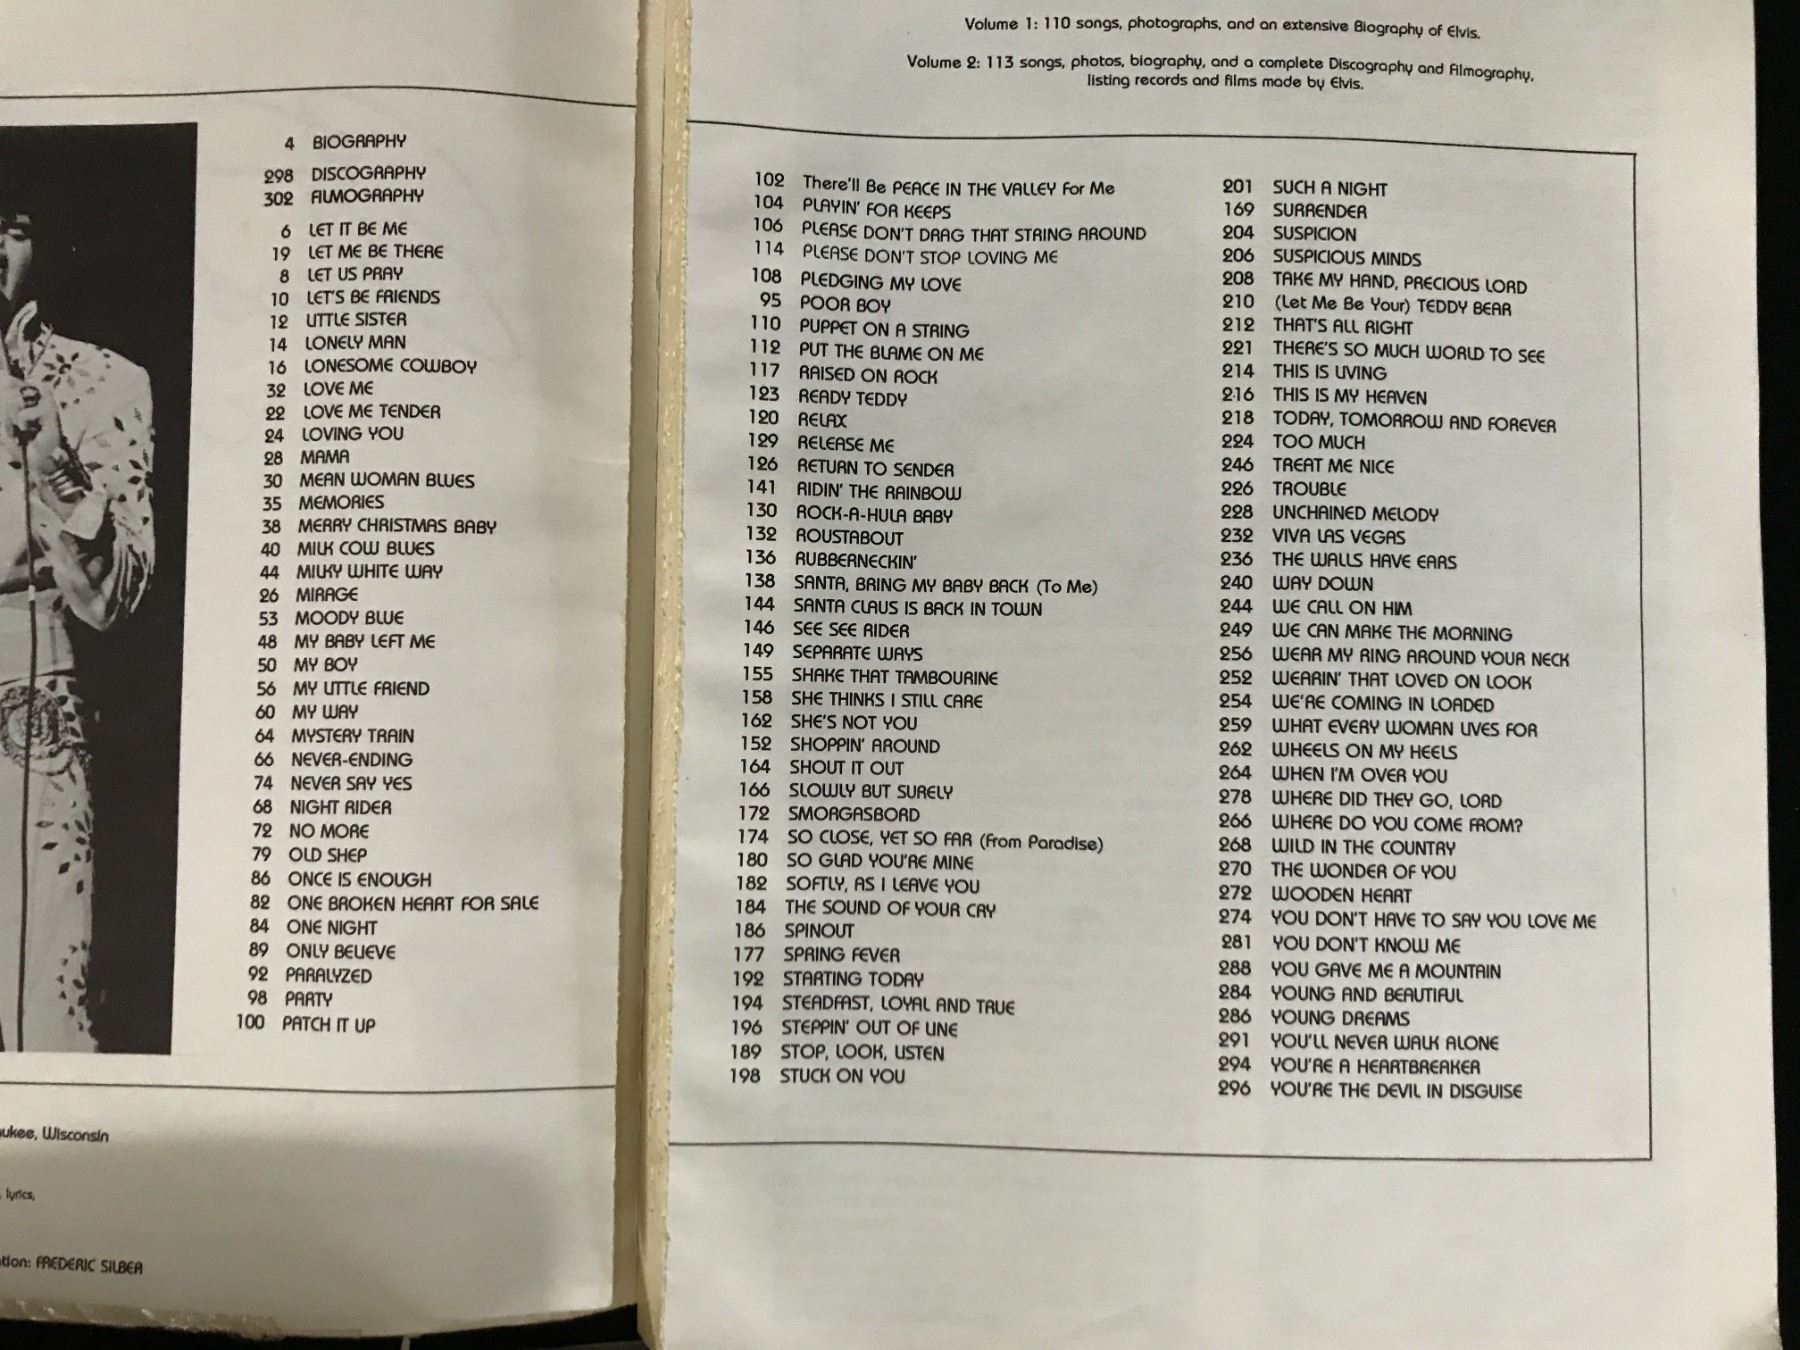 4 BIOGRAPHY
298 DISCOGRAPHY
302 FILMOGRAPHY
6 LET IT BE ME
19 LET ME BE THERE
8 LET US PRAY
10 LET'S BE FRIENDS
12 LITTLE SISTER
14 LONELY MAN
16 LONESOME COWBOY
32 LOVE ME
22 LOVE ME TENDER
24 LOVING YOU
28 MAMA
30 MEAN WOMAN BLUES
35 MEMORIES
38 MERRY CHRISTMAS BABY
40 MILK COW BLUES
44 MILKY WHITE WAY
26 MIRAGE
53 MOODY BLUE
48 MY BABY LEFT ME
50 MY BOY
56 MY LITTLE FRIEND
60 MY WAY
64 MYSTERY TRAIN
66 NEVER-ENDING
74 NEVER SAY YES
68 NIGHT RIDER
72 NO MORE
79 OLD SHEP
86 ONCE IS ENOUGH
82 ONE BROKEN HEART FOR SALE
84 ONE NIGHT
89 ONLY BELIEVE
92 PARALYZED
98 PARTY
100 PATCH IT UP
ukee, Wisconsin
lyrics,
tion: FREDERIC SILBER
Volume 1: 110 songs, photographs, and an extensive Biography of Elvis.
Volume 2: 113 songs, photos, biography, and a complete Discography and Filmography,
listing records and films made by Elvis.
102 There'll Be PEACE IN THE VALLEY For Me
104 PLAYIN' FOR KEEPS
106 PLEASE DON'T DRAG THAT STRING AROUND
114 PLEASE DON'T STOP LOVING ME
108 PLEDGING MY LOVE
95 POOR BOY
110 PUPPET ON A STRING
112 PUT THE BLAME ON ME
117 RAISED ON ROCK
123 READY TEDDY
120 RELAX
129 RELEASE ME
126 RETURN TO SENDER
141 RIDIN' THE RAINBOW
130 ROCK-A-HULA BABY
132 ROUSTABOUT
136 RUBBERNECKIN'
138 SANTA, BRING MY BABY BACK (To Me)
144 SANTA CLAUS IS BACK IN TOWN
146 SEE SEE RIDER
149 SEPARATE WAYS
155 SHAKE THAT TAMBOURINE
158 SHE THINKS I STILL CARE
162 SHE'S NOT YOU
152 SHOPPIN' AROUND
164 SHOUT IT OUT
166 SLOWLY BUT SURELY
172 SMORGASBORD
174 SO CLOSE, YET SO FAR (From Paradise)
180 SO GLAD YOU'RE MINE
182 SOFTLY, AS I LEAVE YOU
184 THE SOUND OF YOUR CRY
186 SPINOUT
177 SPRING FEVER
192 STARTING TODAY
194 STEADFAST, LOYAL AND TRUE
196 STEPPIN' OUT OF LINE
189 STOP, LOOK, LISTEN
198 STUCK ON YOU
201 SUCH A NIGHT
169 SURRENDER
204 SUSPICION
206 SUSPICIOUS MINDS
208 TAKE MY HAND, PRECIOUS LORD
210 (Let Me Be Your) TEDDY BEAR
212 THAT'S ALL RIGHT
221 THERE'S SO MUCH WORLD TO SEE
214 THIS IS LIVING
216 THIS IS MY HEAVEN
218 TODAY, TOMORROW AND FOREVER
224 TOO MUCH
246 TREAT ME NICE
226 TROUBLE
228 UNCHAINED MELODY
232 VIVA LAS VEGAS
236 THE WALLS HAVE EARS
240 WAY DOWN
244 WE CALL ON HIM
249 WE CAN MAKE THE MORNING
256 WEAR MY RING AROUND YOUR NECK
252 WEARIN' THAT LOVED ON LOOK
254 WE'RE COMING IN LOADED
259 WHAT EVERY WOMAN LIVES FOR
262 WHEELS ON MY HEELS
264 WHEN I'M OVER YOU
278 WHERE DID THEY GO, LORD
266 WHERE DO YOU COME FROM?
268 WILD IN THE COUNTRY
270 THE WONDER OF YOU
272 WOODEN HEART
274 YOU DON'T HAVE TO SAY YOU LOVE ME
281 YOU DON'T KNOW ME
288 YOU GAVE ME A MOUNTAIN
284 YOUNG AND BEAUTIFUL
286 YOUNG DREAMS
291 YOU'LL NEVER WALK ALONE
294 YOU'RE A HEARTBREAKER
296 YOU'RE THE DEVIL IN DISGUISE